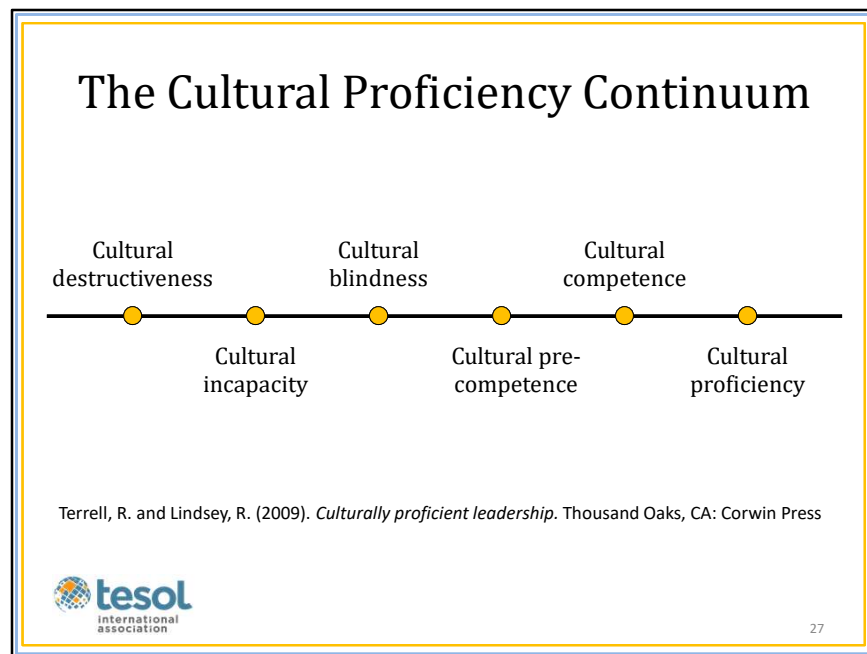 The Cultural Proficiency Continuum
Cultural
destructiveness
Cultural
blindness
Cultural
competence
Cultural
incapacity
Cultural pre-
competence
Cultural
proficiency
Terrell, R. and Lindsey, R. (2009). Culturally proficient leadership. Thousand Oaks, CA: Corwin Press
tesol
international
association
27